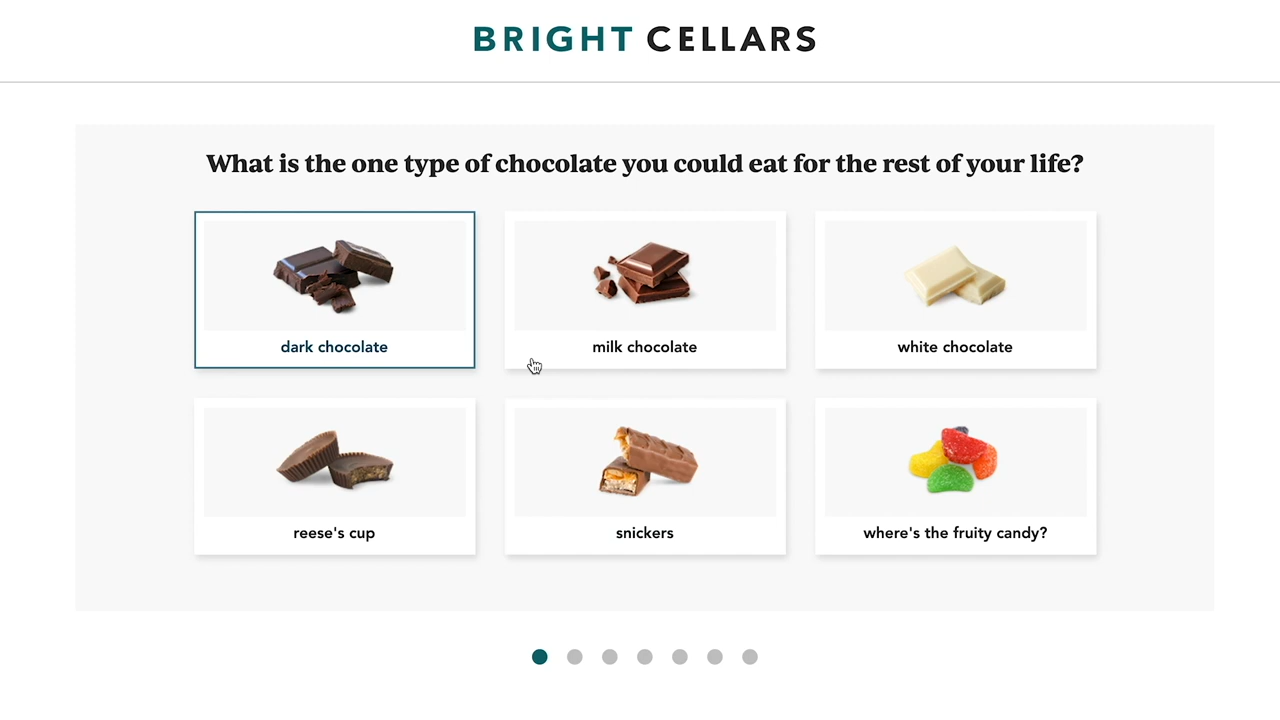 BRIGHT CELLARS
What is the one type of chocolate you could eat for the rest of your life?
dark chocolate
milk chocolate
white chocolate
reese's cup
snickers
where's the fruity candy?